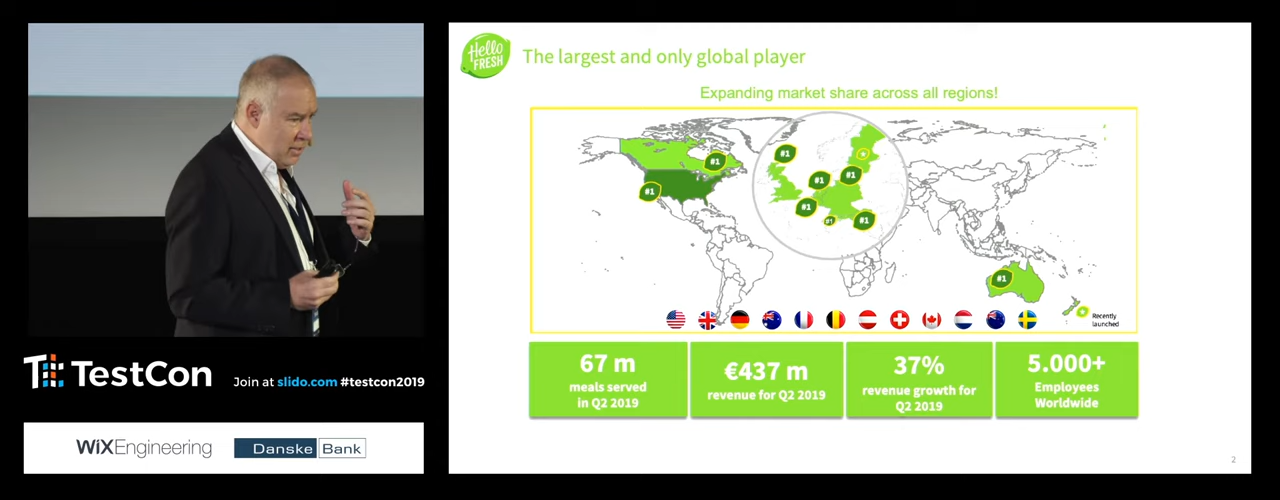 TestCon
Join at slido.com #testcon2019
WiXEngineering
Danske Bank
Hello
FRESH
The largest and only global player
Expanding market share across all regions!
#1
#1
#1
#1
#1
#1
#1
#1
#1
Recently
launched
67 m
meals served
in Q2 2019
€437 m
revenue for Q2 2019
37%
revenue growth for
Q2 2019
5.000+
Employees
Worldwide
2